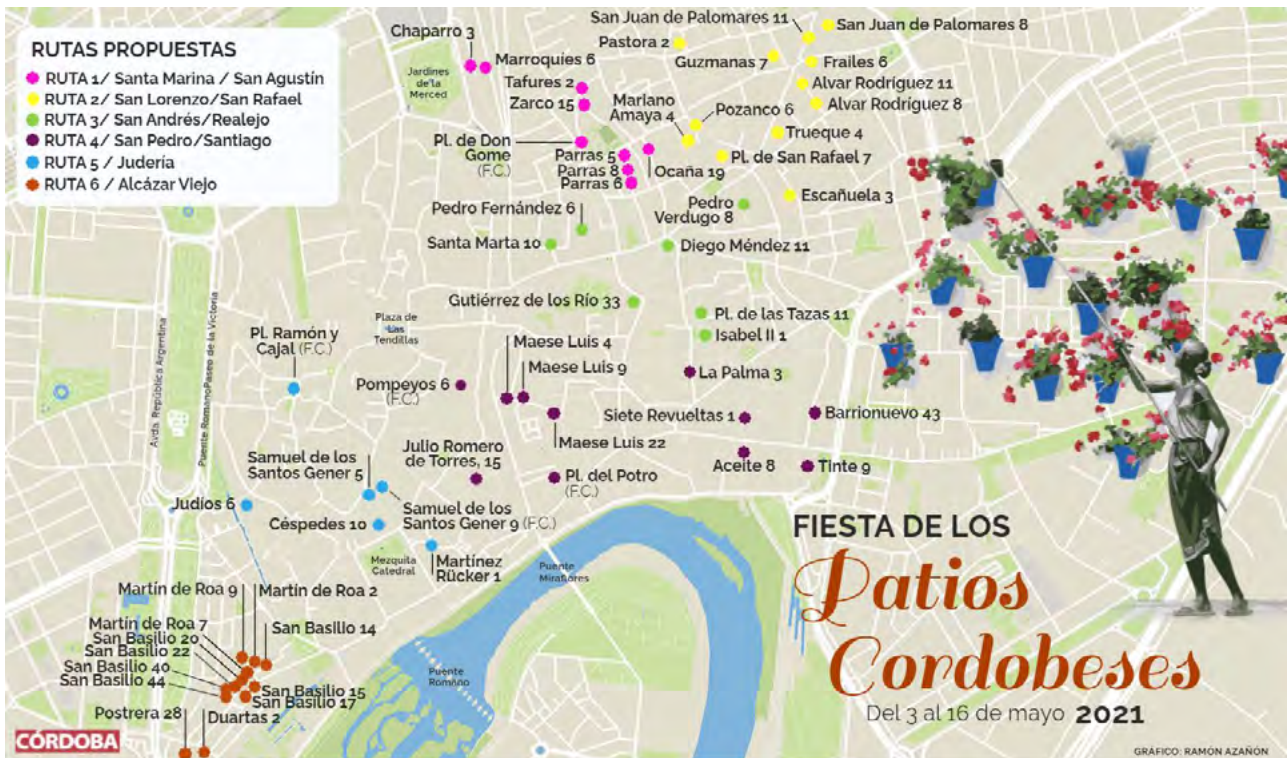 RUTAS PROPUESTAS
RUTA 1/ Santa Marina / San Agustín
RUTA 2/ San Lorenzo/San Rafael
RUTA 3/ San Andrés/Realejo
RUTA 4/ San Pedro/Santiago
RUTA 5 / Judería
RUTA 6 / Alcázar Viejo
Chaparro 3
Marroquíes 6
Jardines
de la
Merced
Tafures 2
Zarco 15
Pl. de Don
Gome
(F.C.)
Parras 5
Parras 8
Parras 6
Ocaña 19
San Juan de Palomares 11
San Juan de Palomares 8
Pastora 2
Guzmanas 7
Frailes 6
Alvar Rodríguez 11
Alvar Rodríguez 8
Mariano
Amaya 4
Pozanco 6
Trueque 4
Pl. de San Rafael 7
Escañuela 3
Pedro Fernández 6
Pedro
Verdugo 8
Santa Marta 10
Diego Méndez 11
Gutiérrez de los Río 33
Pl. de las Tazas 11
Isabel II 1
Avda. República Argentina
Puente RomanoPaseo de la Victoria
Pl. Ramón y
Cajal (F.C.)
Plaza de
Las
Tendillas
Maese Luis 4
Maese Luis 9
Pompeyos 6
(F.C.)
La Palma 3
Siete Revueltas 1
Barrionuevo 43
Maese Luis 22
Julio Romero
de Torres, 15
Pl. del Potro
(F.C.)
Aceite 8
Tinte 9
Samuel de los
Santos Gener 5
Judíos 6
Céspedes 10
Samuel de los
Santos Gener 9 (F.C.)
Mezquita
Catedral
Martínez
Rücker 1
Puente
Miraflores
Puente
Romano
Martín de Roa 9
Martín de Roa 2
Martín de Roa 7
San Basilio 14
San Basilio 20
San Basilio 22
San Basilio 40
San Basilio 44
San Basilio 15
San Basilio 17
Postrera 28
Duartas 2
FIESTA DE LOS
Patios
Cordobeses
Del 3 al 16 de mayo 2021
CÓRDOBA
GRÁFICO: RAMÓN AZAÑÓN